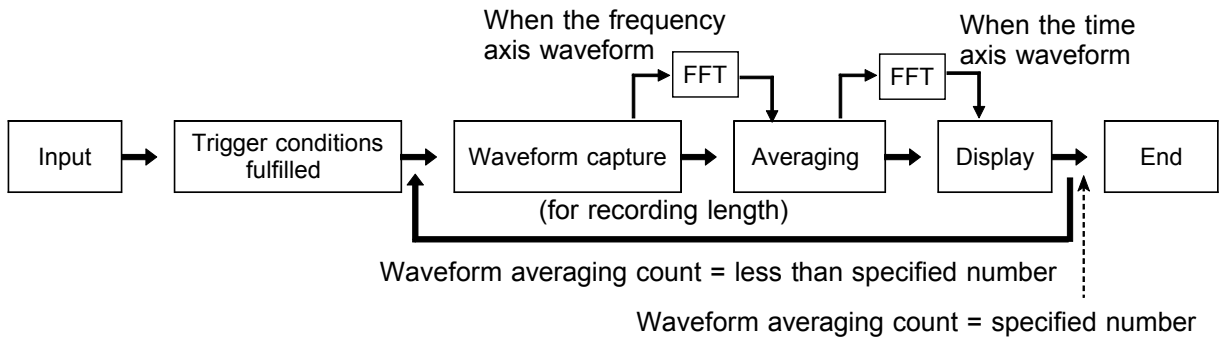 When the frequency
axis waveform
When the time
axis waveform
FFT
FFT
Input
Trigger conditions
fulfilled
Waveform capture
Averaging
Display
End
(for recording length)
Waveform averaging count = less than specified number
Waveform averaging count = specified number